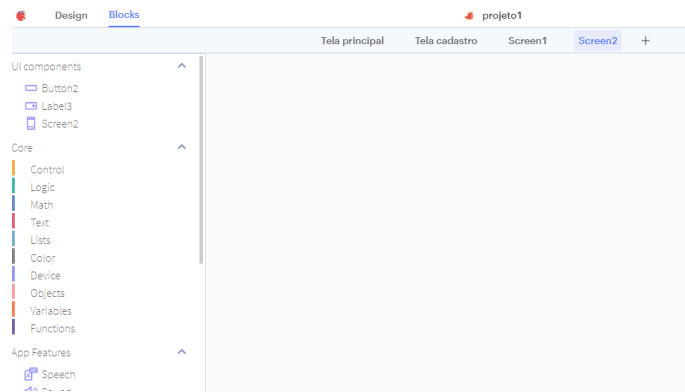 Design Blocks projeto1
Tela principal Tela cadastro Screen1 Screen2 +
UI components
Button2
Label3
Screen2
Core
Control
Logic
Math
Text
Lists
Color
Device
Objects
Variables
Functions
App Features
Speech
Sound